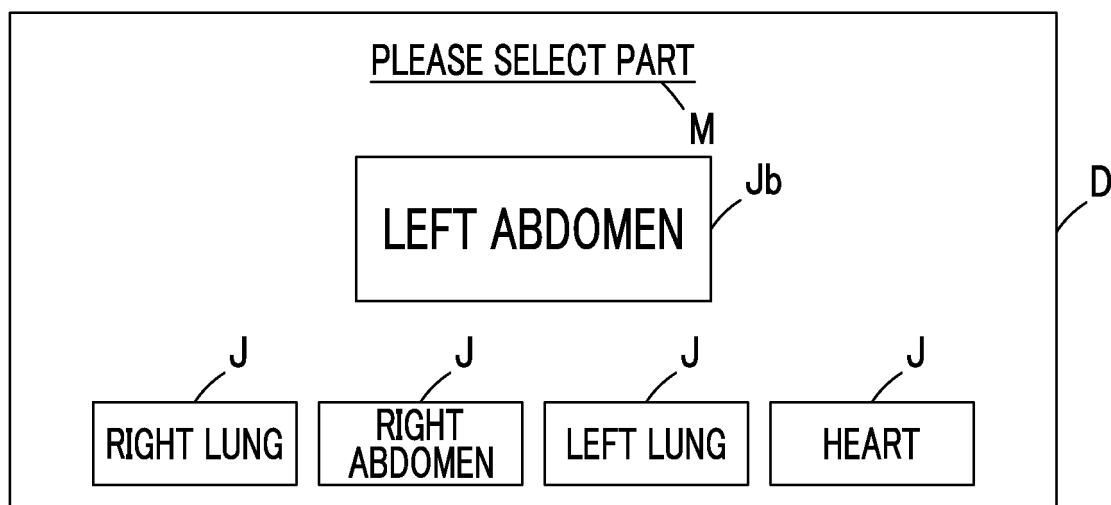 PLEASE SELECT PART
M
LEFT ABDOMEN
Jb
D
J
J
J
J
RIGHT LUNG
RIGHT
ABDOMEN
LEFT LUNG
HEART